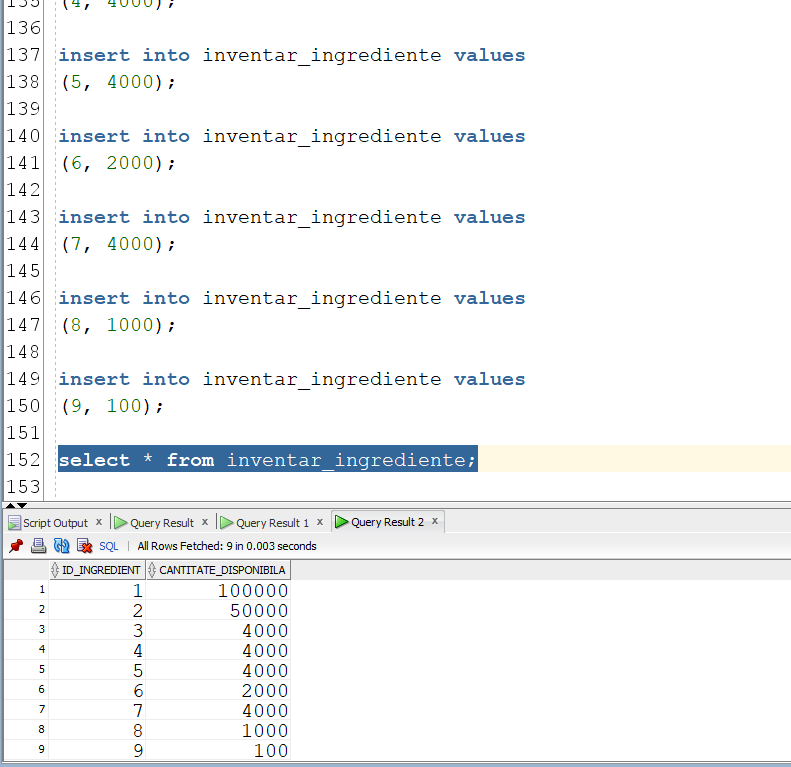 135 (4, 4000);
136
137 insert into inventar_ingrediente values
138 (5, 4000);
139
140 insert into inventar_ingrediente values
141 (6, 2000);
142
143 insert into inventar_ingrediente values
144 (7, 4000);
145
146 insert into inventar_ingrediente values
147 (8, 1000);
148
149 insert into inventar_ingrediente values
150 (9, 100);
151
152 select * from inventar_ingrediente;
153
Script Output x Query Result x Query Result 1 x Query Result 2 x
SQL | All Rows Fetched: 9 in 0.003 seconds
ID_INGREDIENT CANTITATE_DISPONIBILA
1 1 100000
2 2 50000
3 3 4000
4 4 4000
5 5 4000
6 6 2000
7 7 4000
8 8 1000
9 9 100